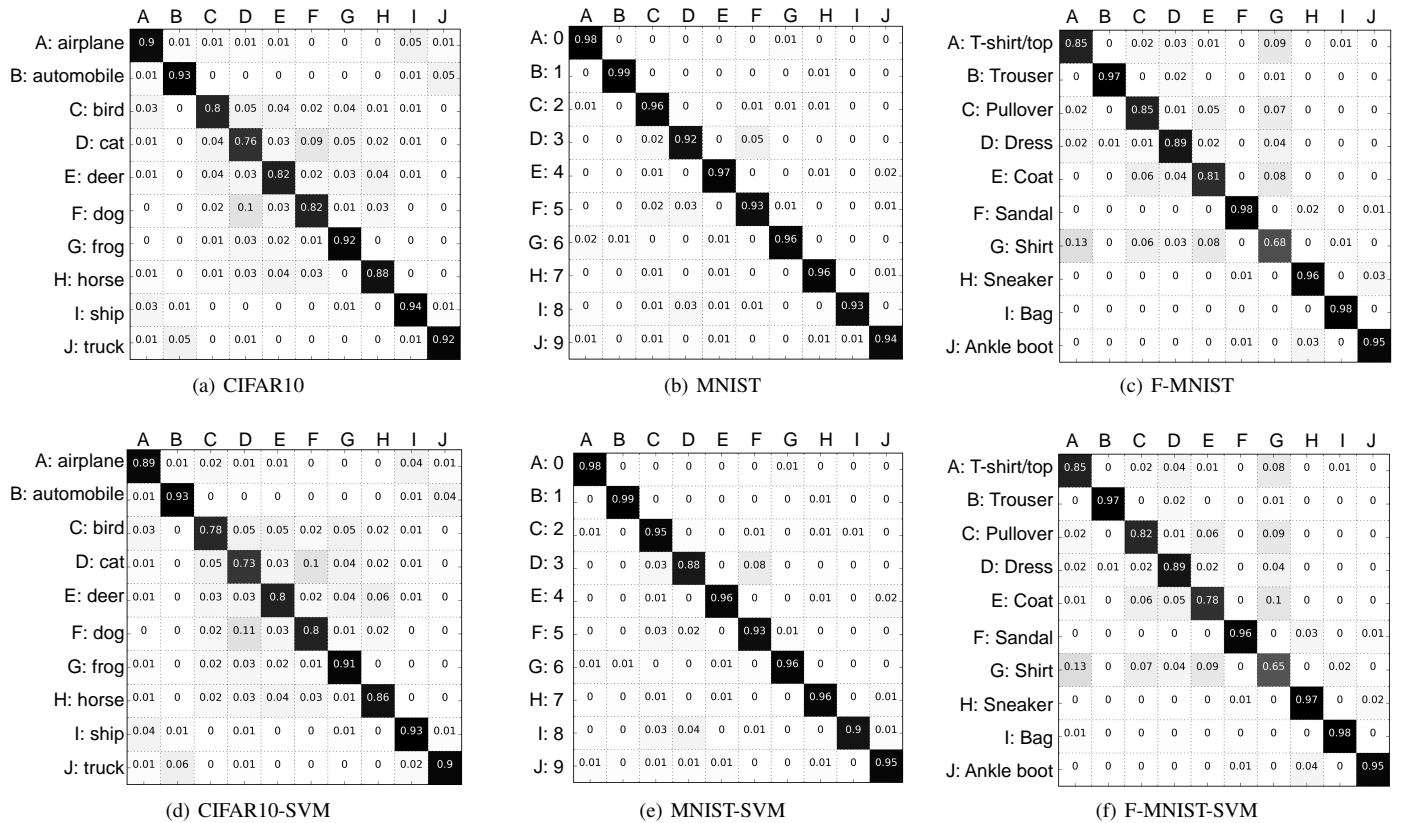 A B C D E F G H I J
A: airplane 0.9 0.01 0.01 0.01 0.01 0 0 0 0.05 0.01
B: automobile 0.01 0.93 0 0 0 0 0 0 0.01 0.05
C: bird 0.03 0 0.8 0.05 0.04 0.02 0.04 0.01 0.01 0
D: cat 0.01 0 0.04 0.76 0.03 0.09 0.05 0.02 0.01 0
E: deer 0.01 0 0.04 0.03 0.82 0.02 0.03 0.04 0.01 0
F: dog 0 0 0.02 0.1 0.03 0.82 0.01 0.03 0 0
G: frog 0 0 0.01 0.03 0.02 0.01 0.92 0 0 0
H: horse 0.01 0 0.01 0.03 0.04 0.03 0 0.88 0 0
I: ship 0.03 0.01 0 0 0 0 0.01 0 0.94 0.01
J: truck 0.01 0.05 0 0.01 0 0 0 0 0.01 0.92
(a) CIFAR10
A B C D E F G H I J
A: 0 0.98 0 0 0 0 0 0.01 0 0 0
B: 1 0 0.99 0 0 0 0 0 0.01 0 0
C: 2 0.01 0 0.96 0 0 0.01 0.01 0.01 0 0
D: 3 0 0 0.02 0.92 0 0.05 0 0 0 0
E: 4 0 0 0.01 0 0.97 0 0 0.01 0 0.02
F: 5 0 0 0.02 0.03 0 0.93 0.01 0 0 0.01
G: 6 0.02 0.01 0 0 0.01 0 0.96 0 0 0
H: 7 0 0 0.01 0 0.01 0 0 0.96 0 0.01
I: 8 0 0 0.01 0.03 0.01 0.01 0 0 0.93 0
J: 9 0.01 0 0 0 0.01 0 0 0.01 0.01 0.94
(b) MNIST
A B C D E F G H I J
A: T-shirt/top 0.85 0 0.02 0.03 0.01 0 0.09 0 0.01 0
B: Trouser 0 0.97 0 0.02 0 0 0.01 0 0 0
C: Pullover 0.02 0 0.85 0.01 0.05 0 0.07 0 0 0
D: Dress 0.02 0.01 0.01 0.89 0.02 0 0.04 0 0 0
E: Coat 0 0 0.06 0.04 0.81 0 0.08 0 0 0
F: Sandal 0 0 0 0 0 0.98 0 0.02 0 0.01
G: Shirt 0.13 0 0.06 0.03 0.08 0 0.68 0 0.01 0
H: Sneaker 0 0 0 0 0 0.01 0 0.96 0 0.03
I: Bag 0 0 0 0 0 0 0 0 0.98 0
J: Ankle boot 0 0 0 0 0 0.01 0 0.03 0 0.95
(c) F-MNIST
A B C D E F G H I J
A: airplane 0.89 0.01 0.02 0.01 0.01 0 0 0 0.04 0.01
B: automobile 0.01 0.93 0 0 0 0 0 0 0.01 0.04
C: bird 0.03 0 0.78 0.05 0.05 0.02 0.05 0.02 0.01 0
D: cat 0.01 0 0.05 0.73 0.03 0.1 0.04 0.02 0.01 0
E: deer 0.01 0 0.03 0.03 0.8 0.02 0.04 0.06 0.01 0
F: dog 0 0 0.02 0.11 0.03 0.8 0.01 0.02 0 0
G: frog 0.01 0 0.02 0.03 0.02 0.01 0.91 0 0 0
H: horse 0.01 0 0.02 0.03 0.04 0.03 0.01 0.86 0 0
I: ship 0.04 0.01 0 0.01 0 0 0 0 0.93 0.01
J: truck 0.01 0.06 0 0.01 0 0 0 0 0.02 0.9
(d) CIFAR10-SVM
A B C D E F G H I J
A: 0 0.98 0 0 0 0 0 0.01 0 0 0
B: 1 0 0.99 0 0 0 0 0 0.01 0 0
C: 2 0.01 0 0.95 0 0 0.01 0 0.01 0.01 0
D: 3 0 0 0.03 0.88 0 0.08 0 0 0 0
E: 4 0 0 0.01 0 0.96 0 0 0.01 0 0.02
F: 5 0 0 0.03 0.02 0 0.93 0.01 0 0 0
G: 6 0.01 0.01 0 0 0.01 0 0.96 0 0 0
H: 7 0 0 0.01 0 0.01 0 0 0.96 0 0.01
I: 8 0 0 0.03 0.04 0 0.01 0 0 0.9 0.01
J: 9 0.01 0 0.01 0 0.01 0 0 0.01 0 0.95
(e) MNIST-SVM
A B C D E F G H I J
A: T-shirt/top 0.85 0 0.02 0.04 0.01 0 0.08 0 0.01 0
B: Trouser 0 0.97 0 0.02 0 0 0.01 0 0 0
C: Pullover 0.02 0 0.82 0.01 0.06 0 0.09 0 0 0
D: Dress 0.02 0.01 0.02 0.89 0.02 0 0.04 0 0 0
E: Coat 0.01 0 0.06 0.05 0.78 0 0.1 0 0 0
F: Sandal 0 0 0 0 0 0.96 0 0.03 0 0.01
G: Shirt 0.13 0 0.07 0.04 0.09 0 0.65 0 0.02 0
H: Sneaker 0 0 0 0 0 0.01 0 0.97 0 0.02
I: Bag 0.01 0 0 0 0 0 0 0 0.98 0
J: Ankle boot 0 0 0 0 0 0.01 0 0.04 0 0.95
(f) F-MNIST-SVM